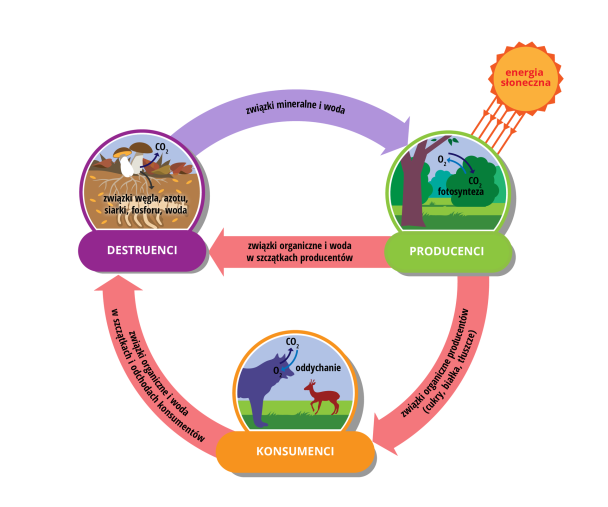 energia
słoneczna
związki mineralne i woda
CO2
związki węgla, azotu,
siarki, fosforu, woda
DESTRUENCI
O2
CO2
fotosynteza
PRODUCENCI
związki organiczne i woda
w szczątkach producentów
związki organiczne producentów
(cukry, białka, tłuszcze)
CO2
O2
oddychanie
KONSUMENCI
związki organiczne i woda
w szczątkach i odchodach konsumentów